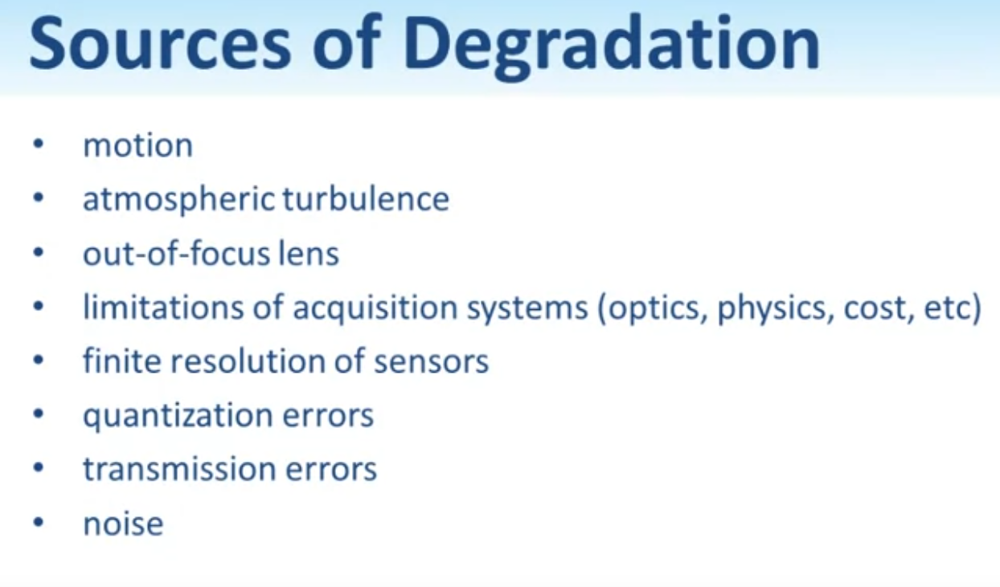 Sources of Degradation
• motion
• atmospheric turbulence
• out-of-focus lens
• limitations of acquisition systems (optics, physics, cost, etc)
• finite resolution of sensors
• quantization errors
• transmission errors
• noise